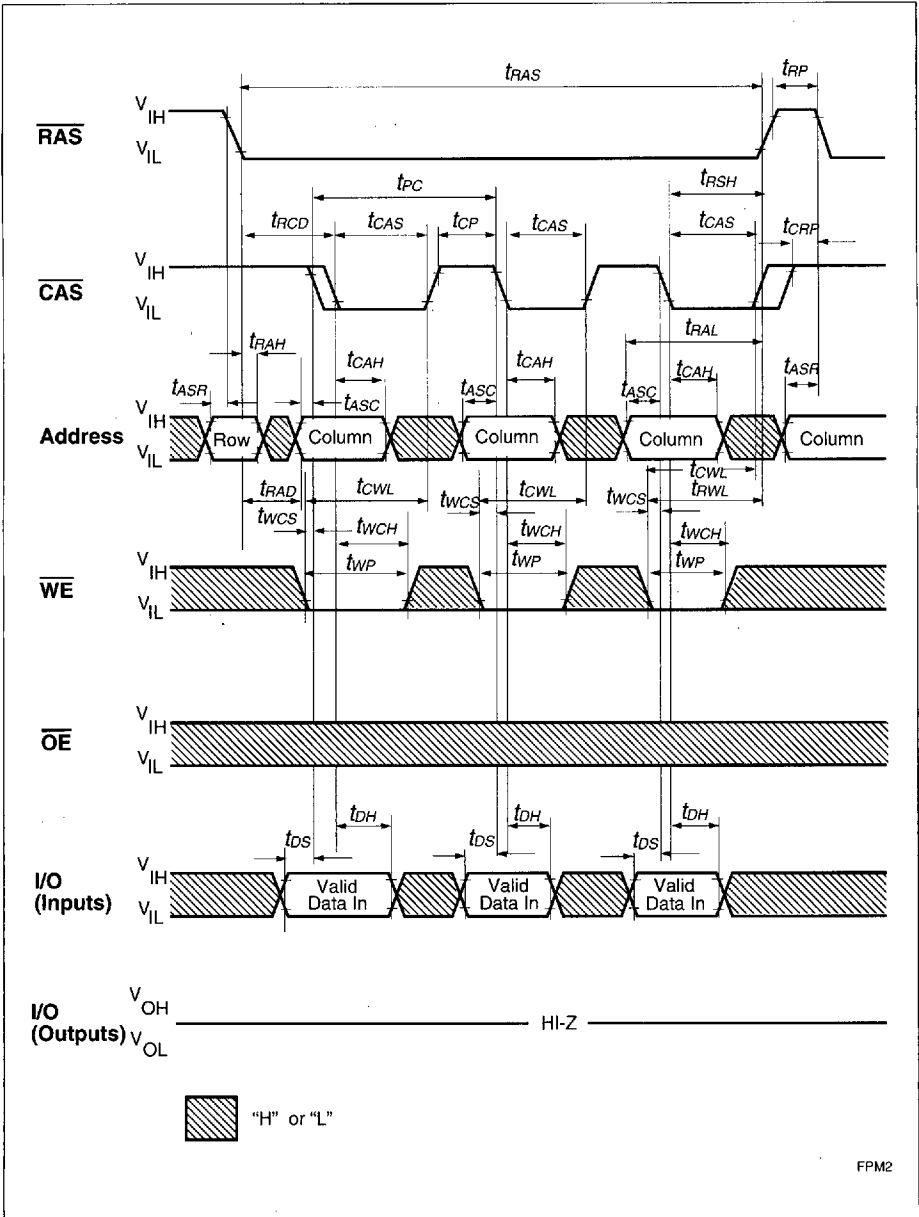 tRAS
tRP
RAS
VIH
VIL
tPC
tRSH
tRCD
tCAS
tCP
tCAS
tCAS
tCRP
CAS
VIH
VIL
tRAH
tCAH
tCAH
tRAL
tCAH
tASR
tASC
tASC
tASC
tASR
Address
VIH
VIL
Row
Column
Column
Column
Column
tRAD
tCWL
tCWL
tCWL
tRWL
tWCS
tWCS
tWCS
tWCH
tWCH
tWCH
tWP
tWP
tWP
WE
VIH
VIL
OE
VIH
VIL
tDS
tDH
tDS
tDH
tDS
tDH
I/O
(Inputs)
VIH
VIL
Valid
Data In
Valid
Data In
Valid
Data In
I/O
(Outputs)
VOH
VOL
HI-Z
“H” or “L”
FPM2